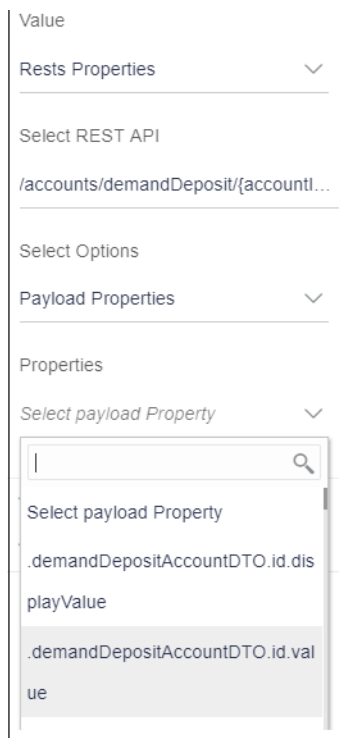 Value
Rests Properties
Select REST API
/accounts/demandDeposit/{accountI...
Select Options
Payload Properties
Properties
Select payload Property
Select payload Property
.demandDepositAccountDTO.id.dis
playValue
.demandDepositAccountDTO.id.val
ue